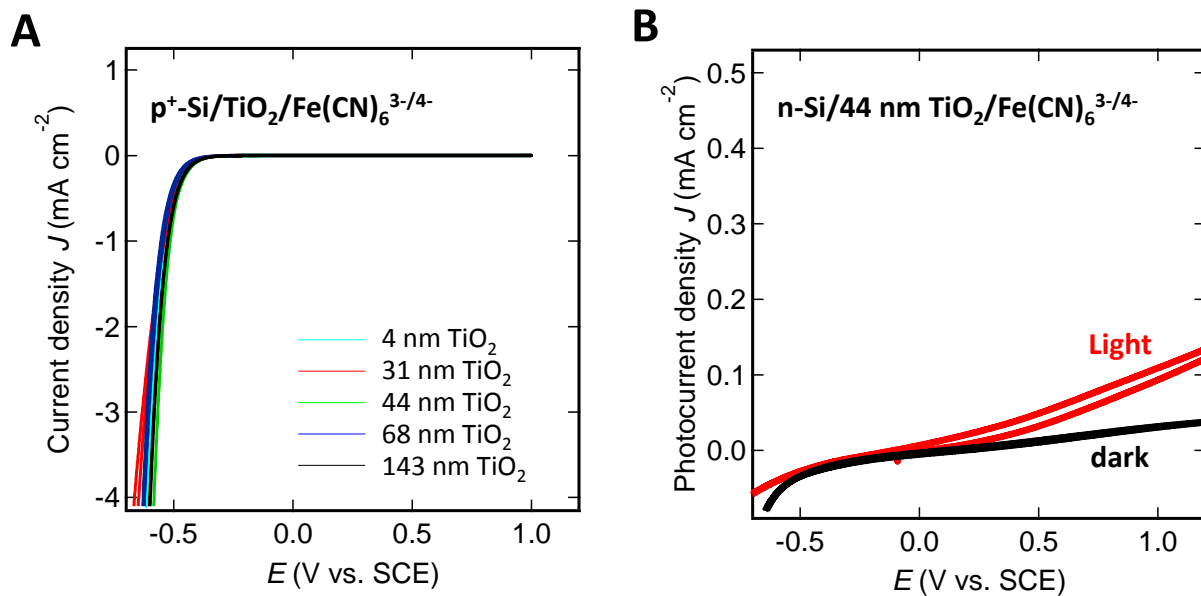 A
p⁺-Si/TiO₂/Fe(CN)₆³⁻/⁴⁻
Current density J (mA cm⁻²)
1
0
-1
-2
-3
-4
4 nm TiO₂
31 nm TiO₂
44 nm TiO₂
68 nm TiO₂
143 nm TiO₂
-0.5
0.0
0.5
1.0
E (V vs. SCE)
B
n-Si/44 nm TiO₂/Fe(CN)₆³⁻/⁴⁻
Photocurrent density J (mA cm⁻²)
0.5
0.4
0.3
0.2
0.1
0.0
Light
dark
-0.5
0.0
0.5
1.0
E (V vs. SCE)